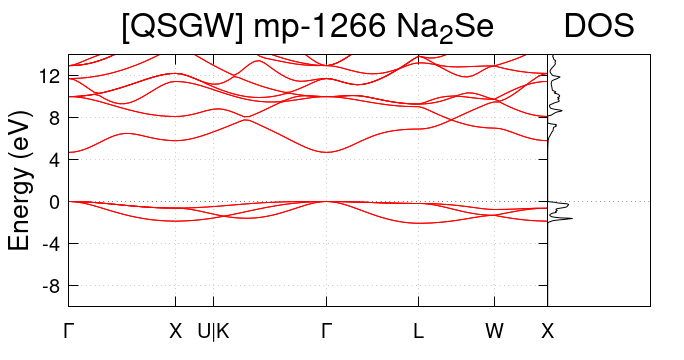 [QSGW] mp-1266 Na₂Se DOS
Energy (eV)
12
8
4
0
-4
-8
Γ X U|K Γ L W X